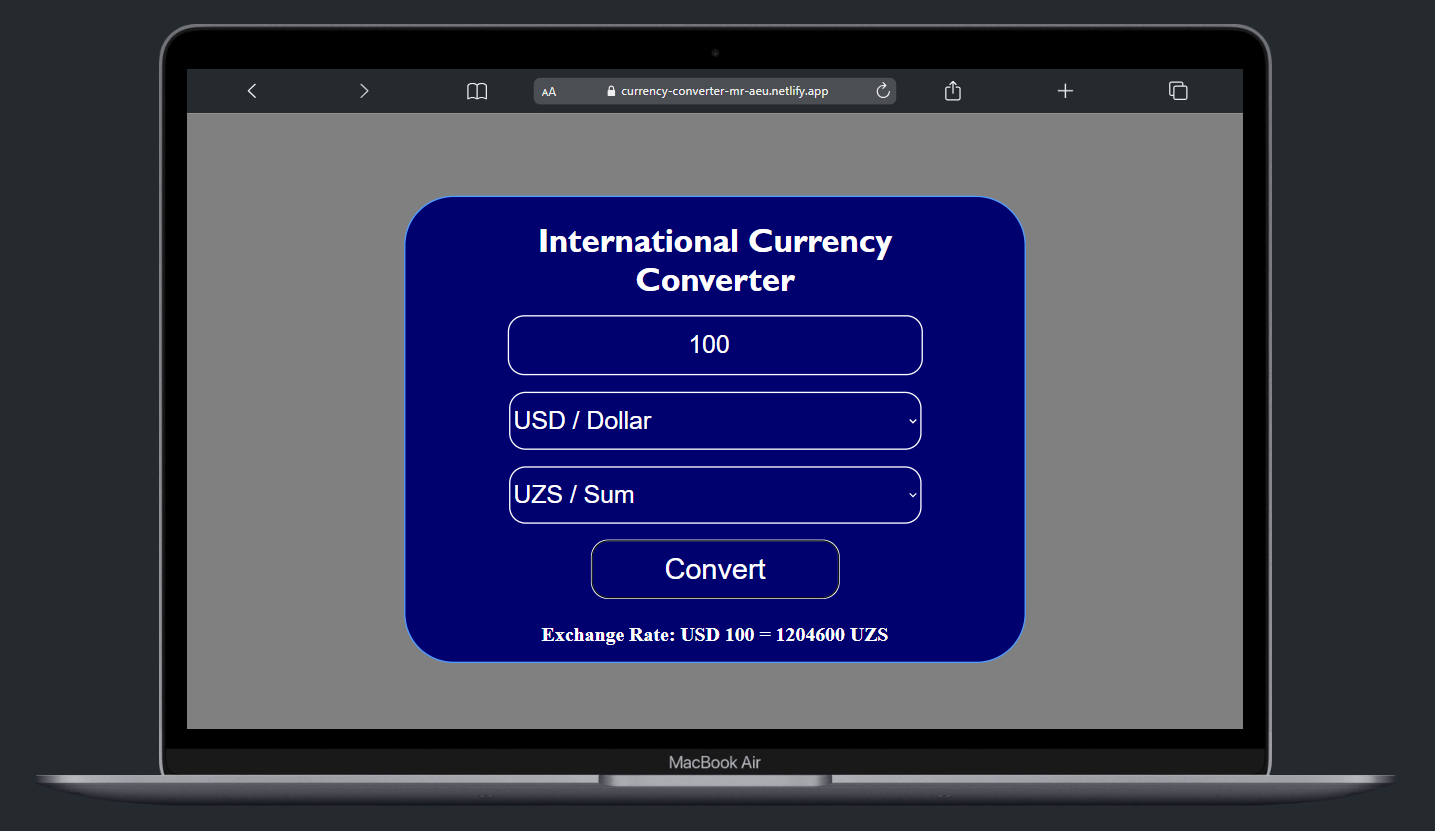 AA currency-converter-mr-aeu.netlify.app
International Currency
Converter
100
USD / Dollar
UZS / Sum
Convert
Exchange Rate: USD 100 = 1204600 UZS
MacBook Air